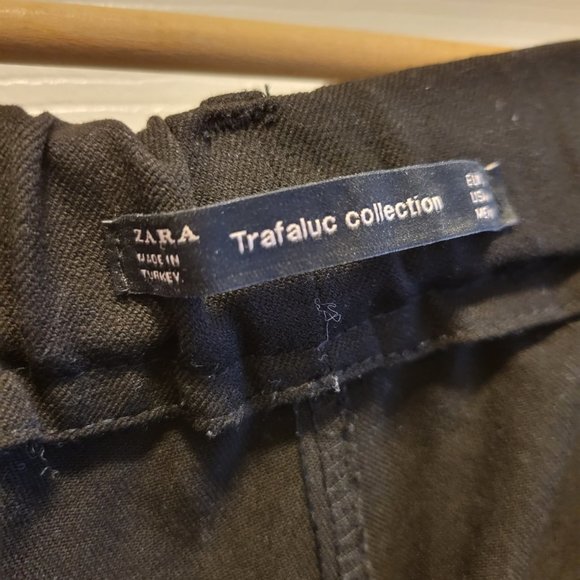 ZARA
MADE IN
TURKEY
Trafaluc collection